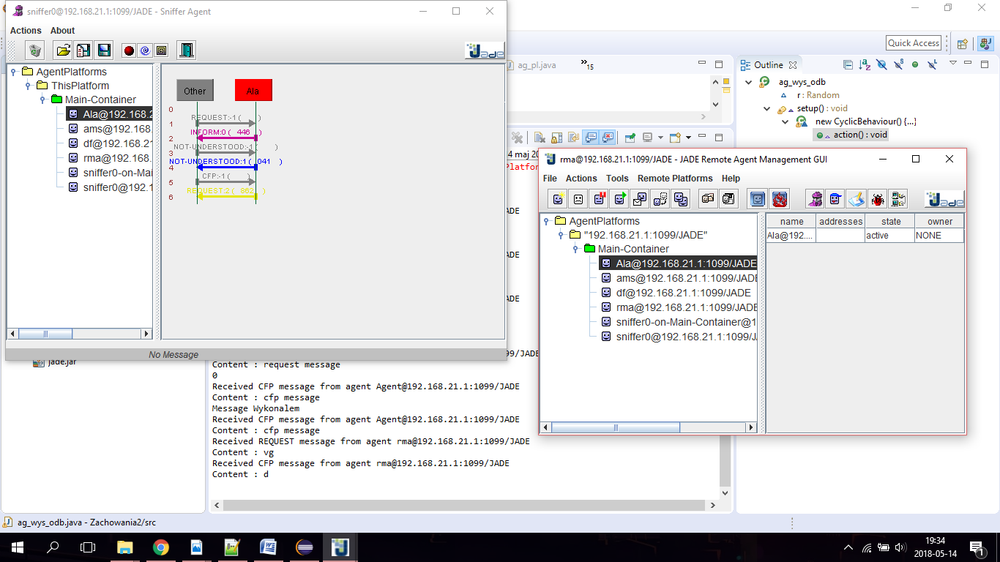 sniffer0@192.168.21.1:1099/JADE - Sniffer Agent
Actions About
Jade
AgentPlatforms
ThisPlatform
Main-Container
Ala@192.168.2
ams@192.168.
df@192.168.21
rma@192.168.
sniffer0-on-Mai
sniffer0@192.1
Other
Ala
0
REQUEST:-1 ( )
1
INFORM:0 ( 446 )
2
NOT-UNDERSTOOD:-1 ( )
3
NOT-UNDERSTOOD:1 ( 041 )
4
CFP:-1 ( )
5
REQUEST:2 ( 862 )
6
No Message
Quick Access
ag_pl.java
15
Outline
ag_wys_odb
r : Random
setup() : void
new CyclicBehaviour() {...}
action() : void
4 maj 20
Platfor
ADE
ADE
ADE
rma@192.168.21.1:1099/JADE - JADE Remote Agent Management GUI
File Actions Tools Remote Platforms Help
Jade
AgentPlatforms
"192.168.21.1:1099/JADE"
Main-Container
Ala@192.168.21.1:1099/JADE
ams@192.168.21.1:1099/JADE
df@192.168.21.1:1099/JADE
rma@192.168.21.1:1099/JADE
sniffer0-on-Main-Container@1
sniffer0@192.168.21.1:1099/J
name addresses state owner
Ala@192.... active NONE
jade.jar
99/JADE
Content : request message
0
Received CFP message from agent Agent@192.168.21.1:1099/JADE
Content : cfp message
Message Wykonalem
Received CFP message from agent Agent@192.168.21.1:1099/JADE
Content : cfp message
Received REQUEST message from agent rma@192.168.21.1:1099/JADE
Content : vg
Received CFP message from agent rma@192.168.21.1:1099/JADE
Content : d
ag_wys_odb.java - Zachowania2/src
19:34
2018-05-14
1